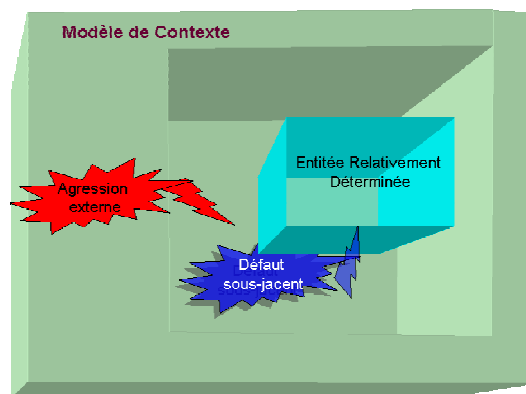 Modèle de Contexte
Entitée Relativement
Déterminée
Agression
externe
Défaut
sous-jacent